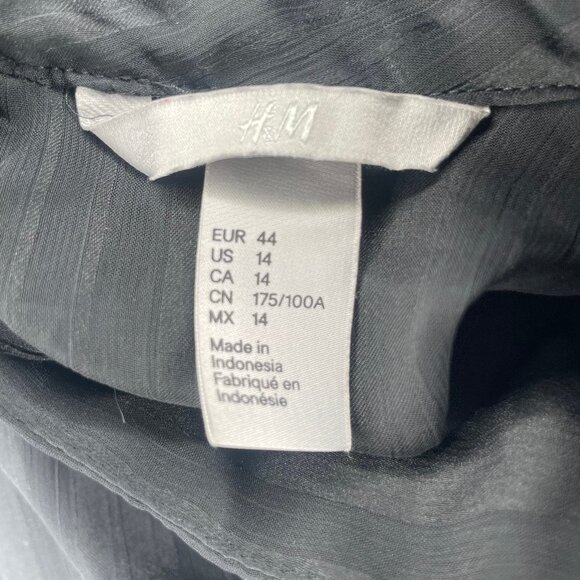 H&M
EUR 44
US 14
CA 14
CN 175/100A
MX 14
Made in
Indonesia
Fabriqué en
Indonésie